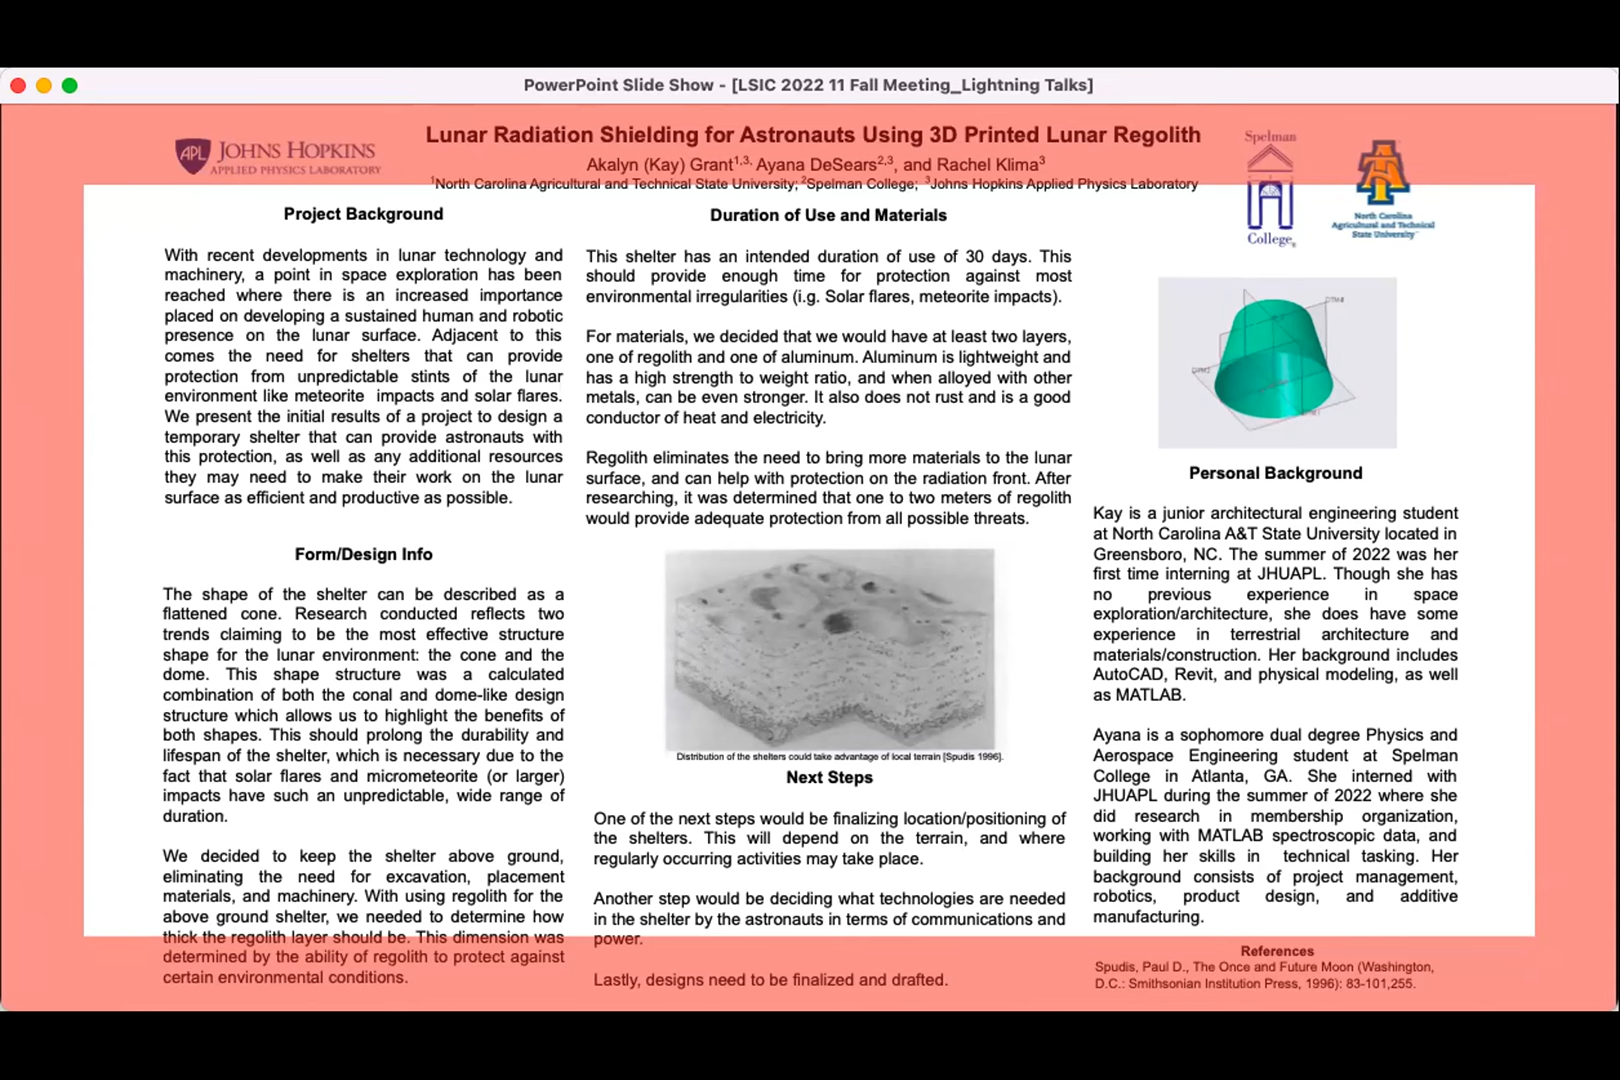 PowerPoint Slide Show - [LSIC 2022 11 Fall Meeting_Lightning Talks]
APL JOHNS HOPKINS
APPLIED PHYSICS LABORATORY
Lunar Radiation Shielding for Astronauts Using 3D Printed Lunar Regolith
Akalyn (Kay) Grant1,3, Ayana DeSears2,3, and Rachel Klima3
1North Carolina Agricultural and Technical State University; 2Spelman College; 3Johns Hopkins Applied Physics Laboratory
Spelman
College
North Carolina
Agricultural and Technical
State University
Project Background
With recent developments in lunar technology and
machinery, a point in space exploration has been
reached where there is an increased importance
placed on developing a sustained human and robotic
presence on the lunar surface. Adjacent to this
comes the need for shelters that can provide
protection from unpredictable stints of the lunar
environment like meteorite impacts and solar flares.
We present the initial results of a project to design a
temporary shelter that can provide astronauts with
this protection, as well as any additional resources
they may need to make their work on the lunar
surface as efficient and productive as possible.
Form/Design Info
The shape of the shelter can be described as a
flattened cone. Research conducted reflects two
trends claiming to be the most effective structure
shape for the lunar environment: the cone and the
dome. This shape structure was a calculated
combination of both the conal and dome-like design
structure which allows us to highlight the benefits of
both shapes. This should prolong the durability and
lifespan of the shelter, which is necessary due to the
fact that solar flares and micrometeorite (or larger)
impacts have such an unpredictable, wide range of
duration.
We decided to keep the shelter above ground,
eliminating the need for excavation, placement
materials, and machinery. With using regolith for the
above ground shelter, we needed to determine how
thick the regolith layer should be. This dimension was
determined by the ability of regolith to protect against
certain environmental conditions.
Duration of Use and Materials
This shelter has an intended duration of use of 30 days. This
should provide enough time for protection against most
environmental irregularities (i.g. Solar flares, meteorite impacts).
For materials, we decided that we would have at least two layers,
one of regolith and one of aluminum. Aluminum is lightweight and
has a high strength to weight ratio, and when alloyed with other
metals, can be even stronger. It also does not rust and is a good
conductor of heat and electricity.
Regolith eliminates the need to bring more materials to the lunar
surface, and can help with protection on the radiation front. After
researching, it was determined that one to two meters of regolith
would provide adequate protection from all possible threats.
Distribution of the shelters could take advantage of local terrain [Spudis 1996].
Next Steps
One of the next steps would be finalizing location/positioning of
the shelters. This will depend on the terrain, and where
regularly occurring activities may take place.
Another step would be deciding what technologies are needed
in the shelter by the astronauts in terms of communications and
power.
Lastly, designs need to be finalized and drafted.
Personal Background
Kay is a junior architectural engineering student
at North Carolina A&T State University located in
Greensboro, NC. The summer of 2022 was her
first time interning at JHUAPL. Though she has
no previous experience in space
exploration/architecture, she does have some
experience in terrestrial architecture and
materials/construction. Her background includes
AutoCAD, Revit, and physical modeling, as well
as MATLAB.
Ayana is a sophomore dual degree Physics and
Aerospace Engineering student at Spelman
College in Atlanta, GA. She interned with
JHUAPL during the summer of 2022 where she
did research in membership organization,
working with MATLAB spectroscopic data, and
building her skills in technical tasking. Her
background consists of project management,
robotics, product design, and additive
manufacturing.
References
Spudis, Paul D., The Once and Future Moon (Washington,
D.C.: Smithsonian Institution Press, 1996): 83-101,255.